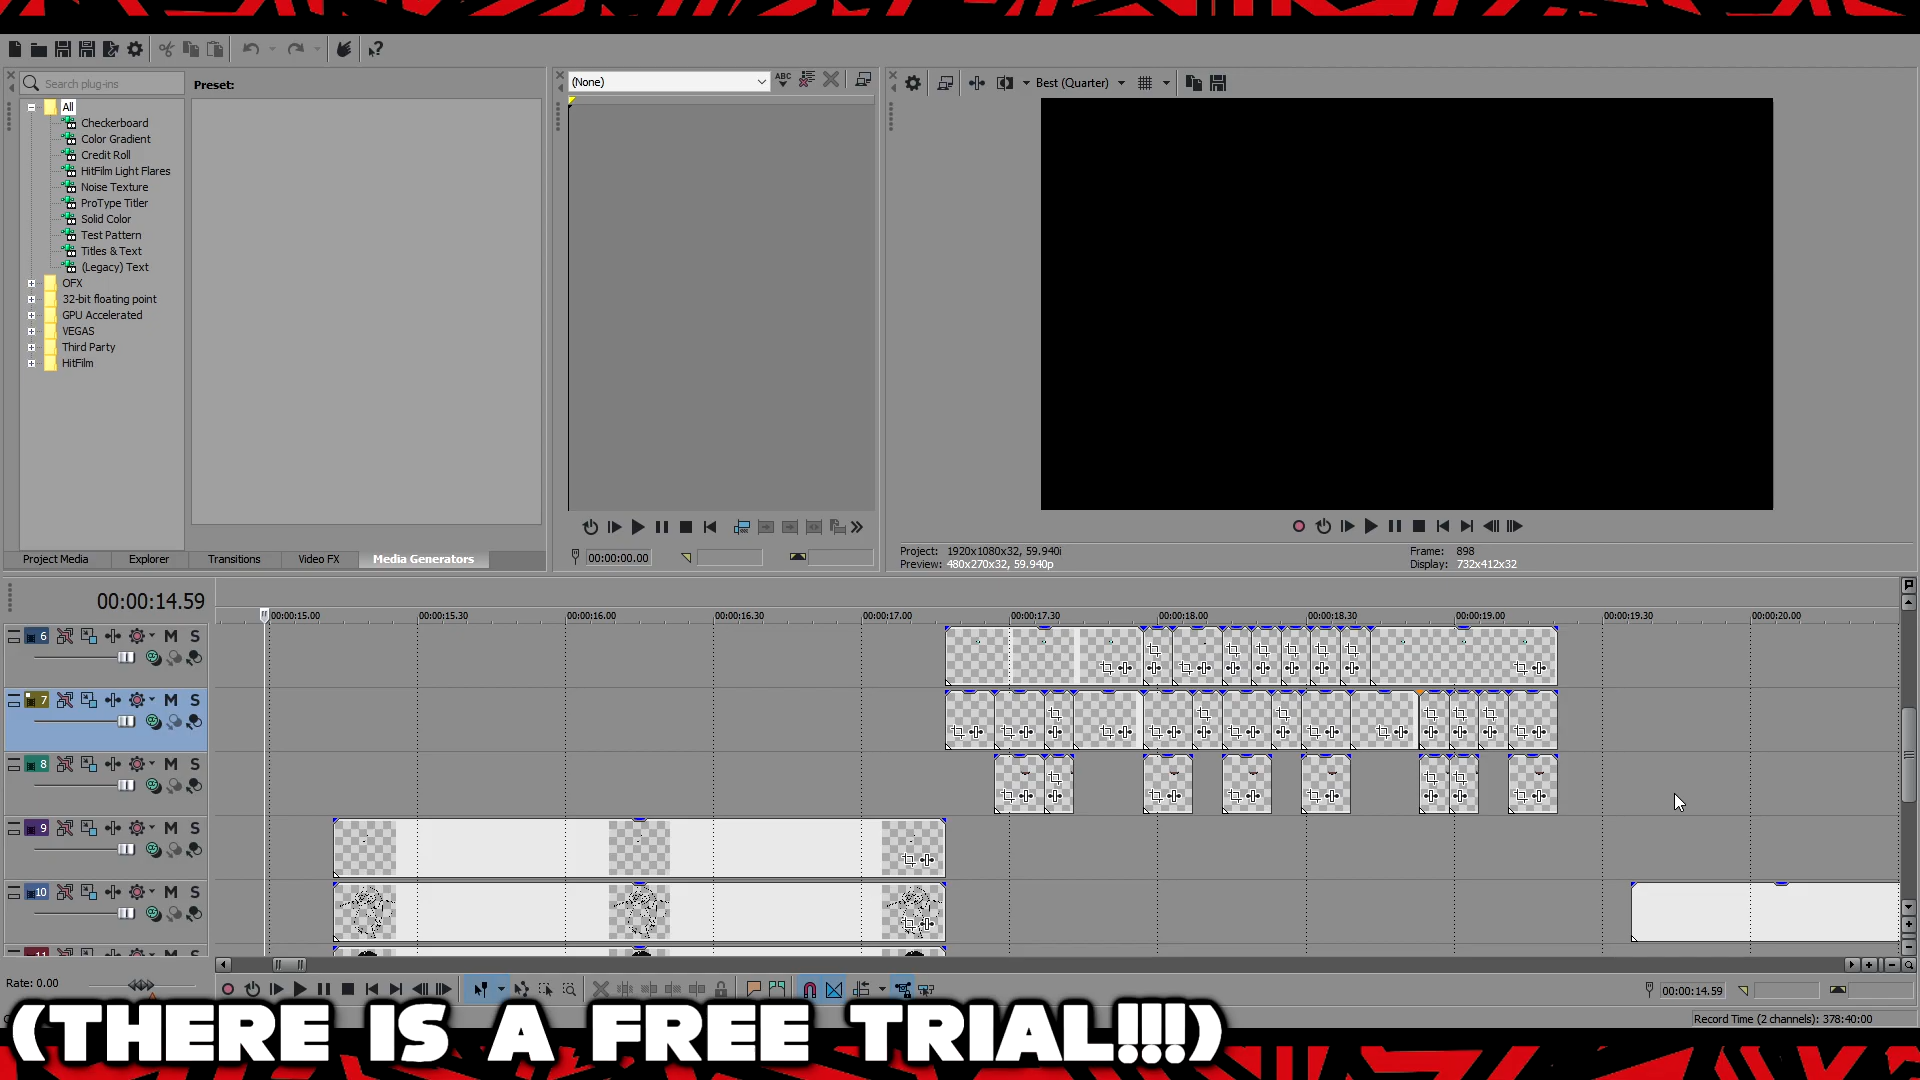 Search plug-ins
Preset:
(None)
ABC
Best (Quarter)
All
Checkerboard
Color Gradient
Credit Roll
HitFilm Light Flares
Noise Texture
ProType Titler
Solid Color
Test Pattern
Titles & Text
(Legacy) Text
OFX
32-bit floating point
GPU Accelerated
VEGAS
Third Party
HitFilm
Project Media
Explorer
Transitions
Video FX
Media Generators
00:00:00.00
Project: 1920x1080x32, 59.940i
Preview: 480x270x32, 59.940p
Frame: 898
Display: 732x412x32
00:00:14.59
00:00:15.00
00:00:15.30
00:00:16.00
00:00:16.30
00:00:17.00
00:00:17.30
00:00:18.00
00:00:18.30
00:00:19.00
00:00:19.30
00:00:20.00
6 M S
7 M S
8 M S
9 M S
10 M S
Rate: 0.00
00:00:14.59
Record Time (2 channels): 378:40:00
(THERE IS A FREE TRIAL!!!)